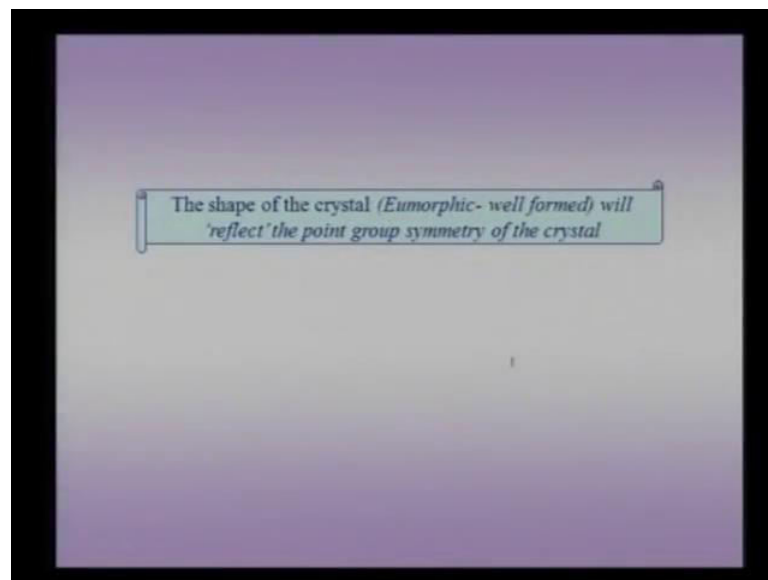 The shape of the crystal (Eumorphic- well formed) will
'reflect' the point group symmetry of the crystal